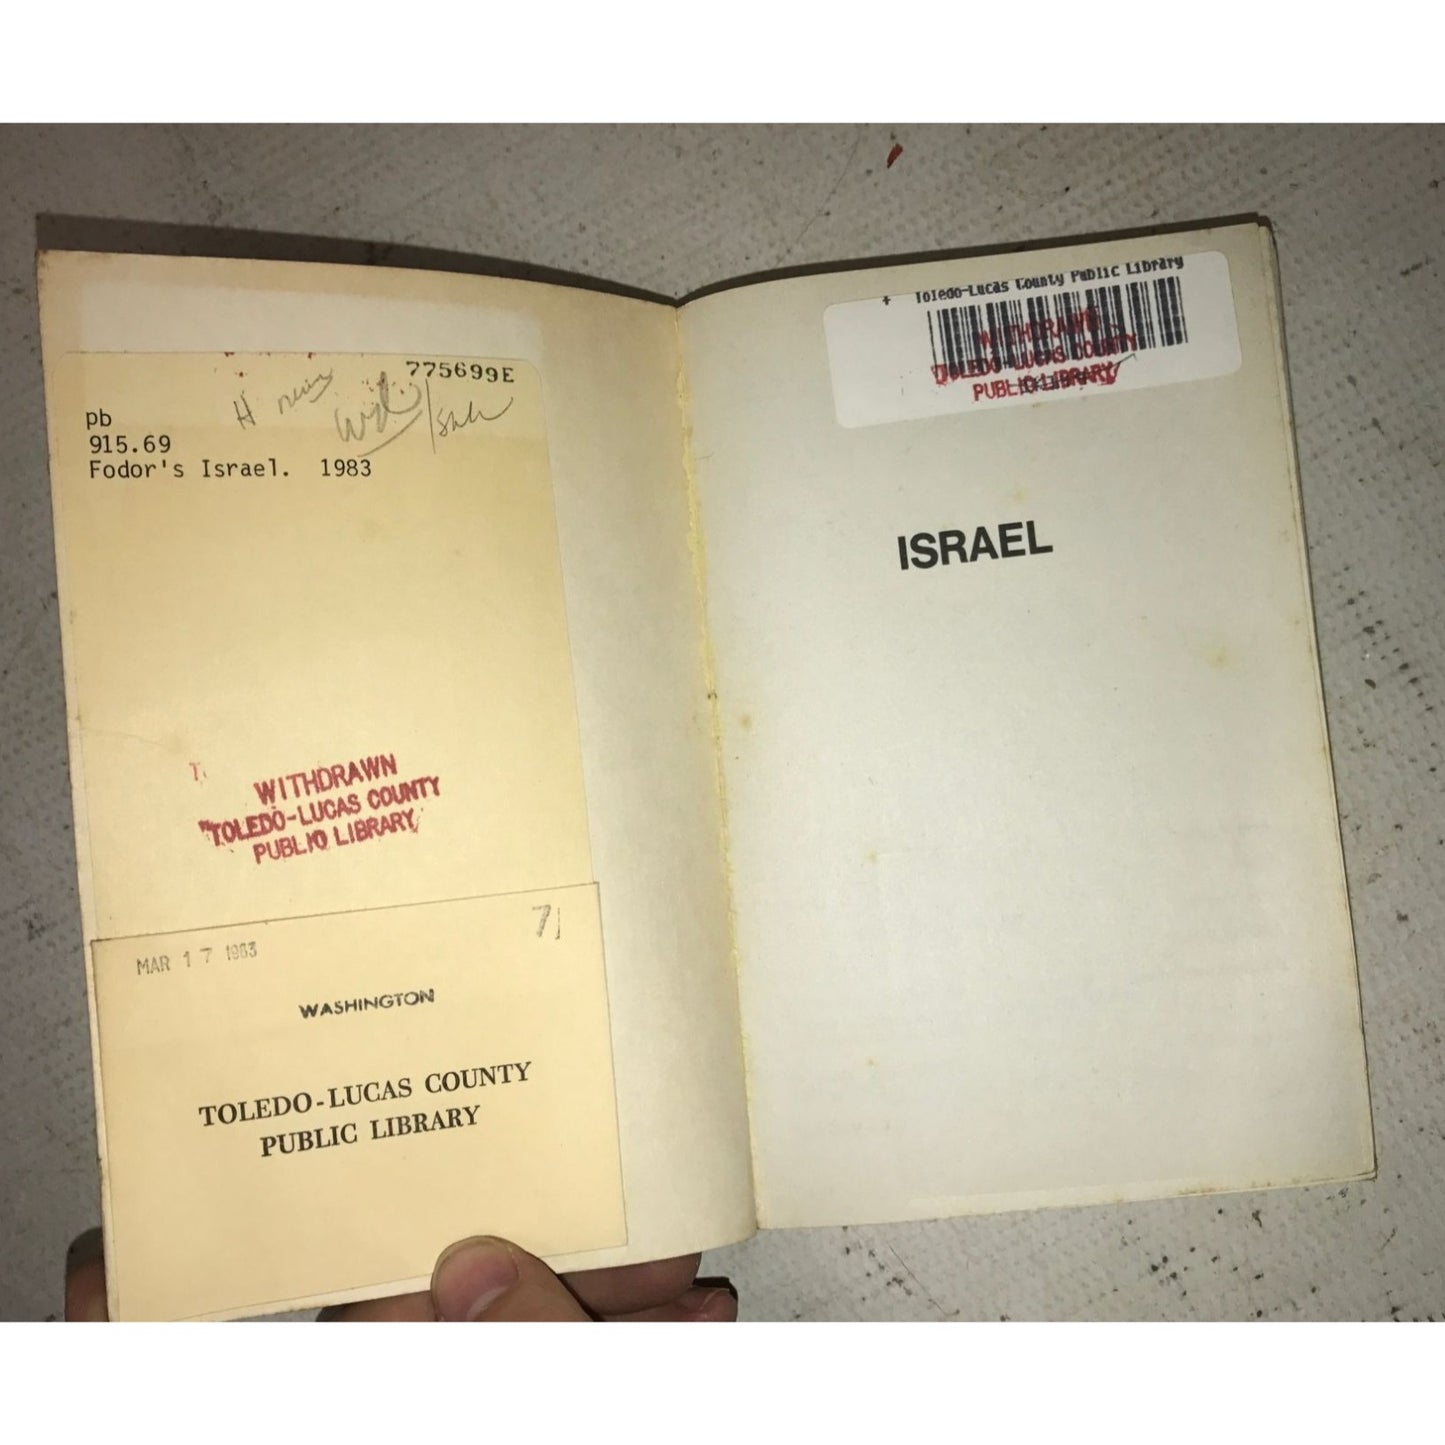 775699E
pb
915.69
Fodor's Israel. 1983
WITHDRAWN
TOLEDO-LUCAS COUNTY
PUBLIC LIBRARY
MAR 17 1983
71
WASHINGTON
TOLEDO-LUCAS COUNTY
PUBLIC LIBRARY
Toledo-Lucas County Public Library
WITHDRAWN
TOLEDO-LUCAS COUNTY
PUBLIC LIBRARY
ISRAEL